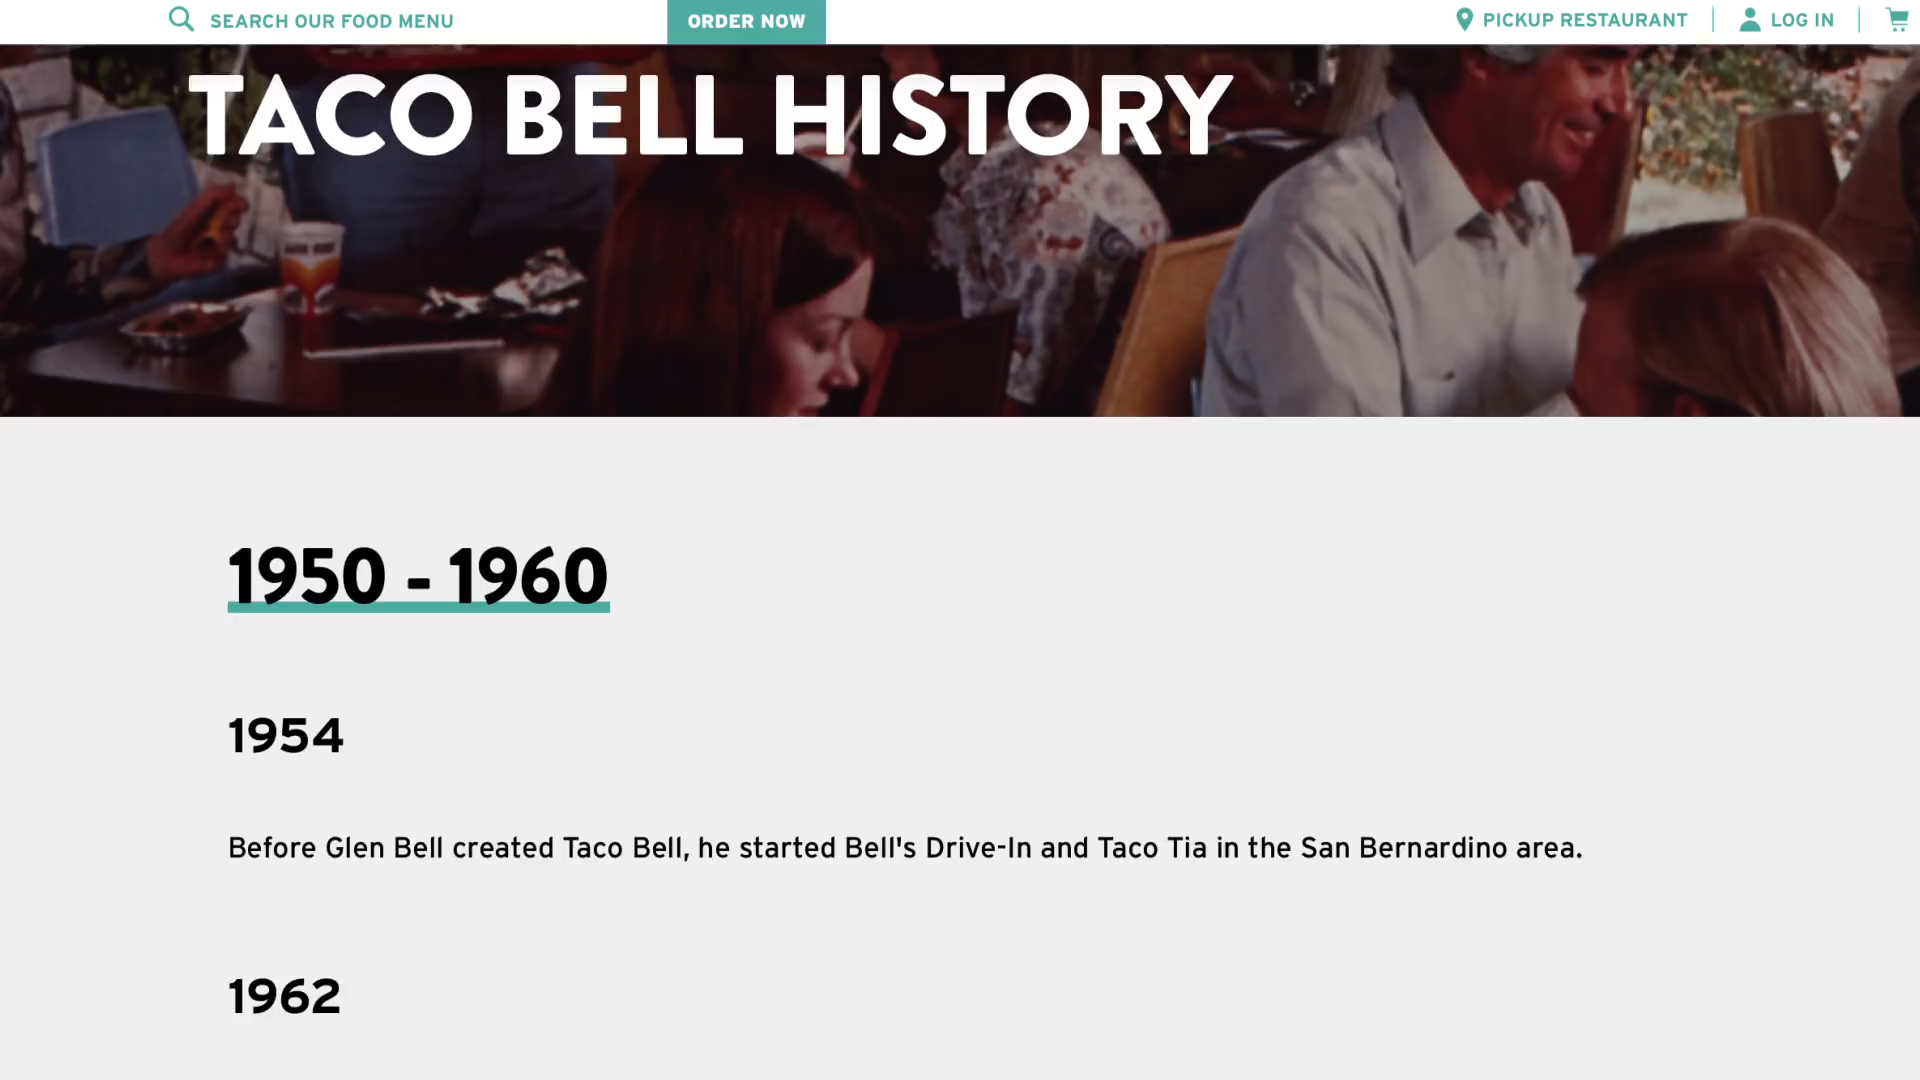 SEARCH OUR FOOD MENU
ORDER NOW
PICKUP RESTAURANT
LOG IN
TACO BELL HISTORY
1950 - 1960
1954
Before Glen Bell created Taco Bell, he started Bell's Drive-In and Taco Tia in the San Bernardino area.
1962